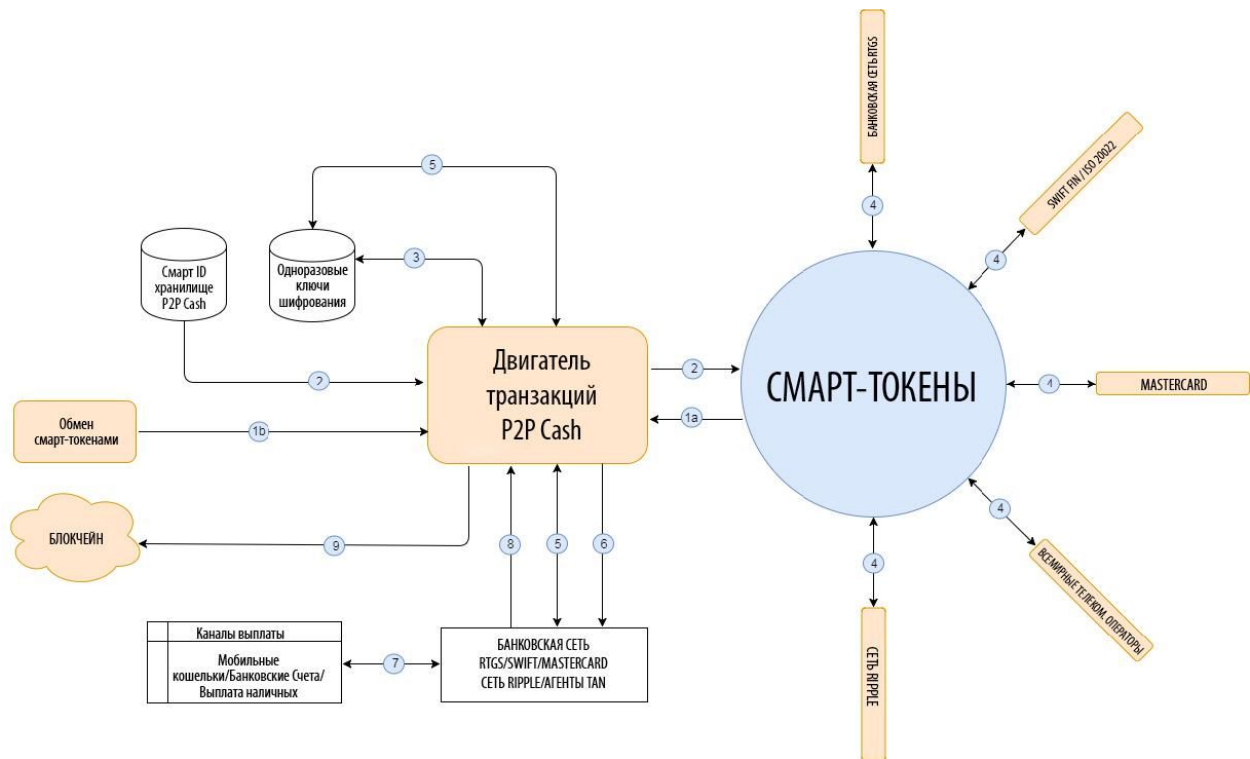 БАНКОВСКАЯ СЕТЬ RTGS
SWIFT FIN / ISO 20022
4
4
5
3
Смарт ID
хранилище
P2P Cash
Одноразовые
ключи
шифрования
2
Двигатель
транзакций
P2P Cash
2
1a
СМАРТ-ТОКЕНЫ
4
MASTERCARD
Обмен
смарт-токенами
1b
БЛОКЧЕЙН
9
8
5
6
4
4
ВСЕМИРНЫЕ ТЕЛЕКОМ. ОПЕРАТОРЫ
СЕТЬ RIPPLE
Каналы выплаты
Мобильные
кошельки/Банковские Счета/
Выплата наличных
7
БАНКОВСКАЯ СЕТЬ
RTGS/SWIFT/MASTERCARD
СЕТЬ RIPPLE/АГЕНТЫ TAN